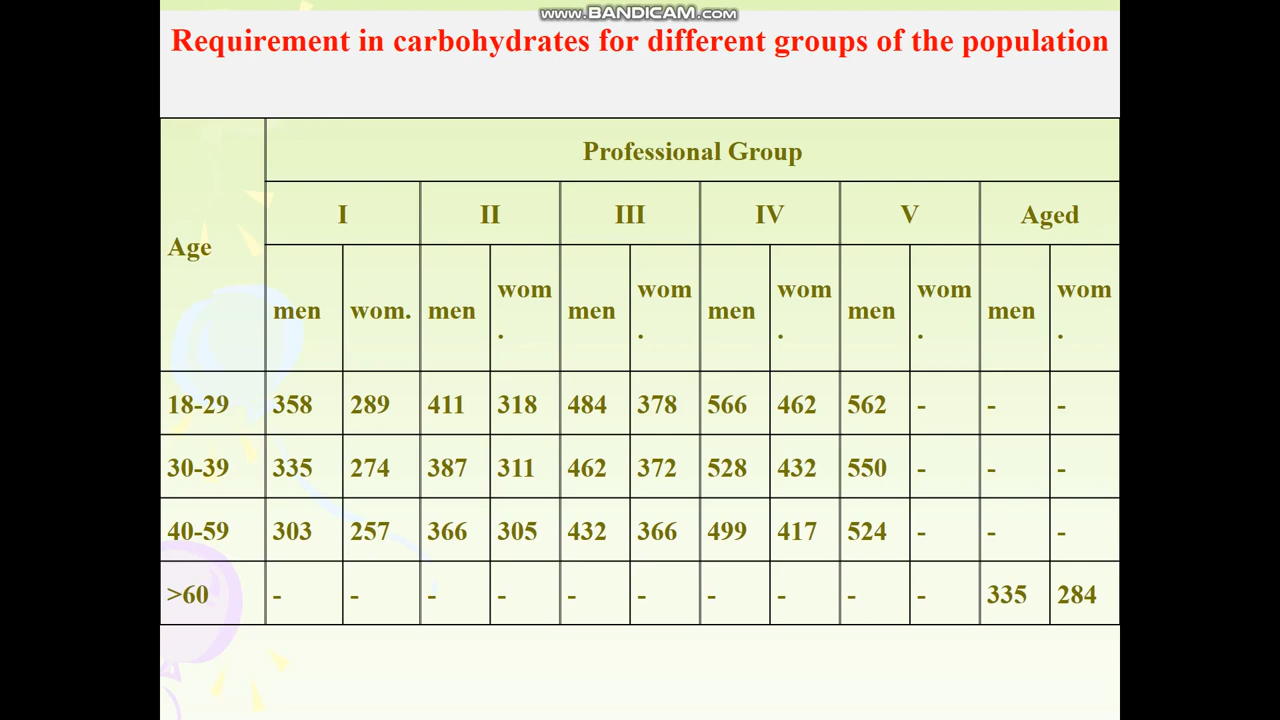 www.BANDICAM.com
Requirement in carbohydrates for different groups of the population
Age
Professional Group
I II III IV V Aged
men wom. men wom. men wom. men wom. men wom. men wom.
18-29 358 289 411 318 484 378 566 462 562 - - -
30-39 335 274 387 311 462 372 528 432 550 - - -
40-59 303 257 366 305 432 366 499 417 524 - - -
>60 - - - - - - - - - - 335 284